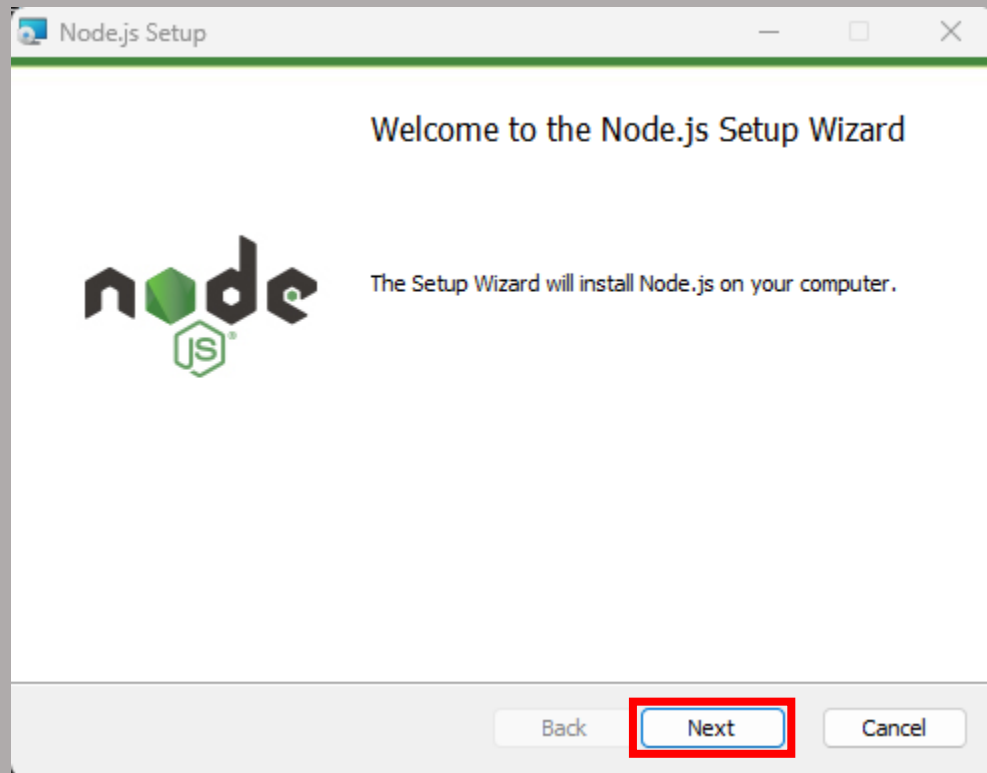 Node.js Setup
Welcome to the Node.js Setup Wizard
The Setup Wizard will install Node.js on your computer.
node
JS®
Back
Next
Cancel